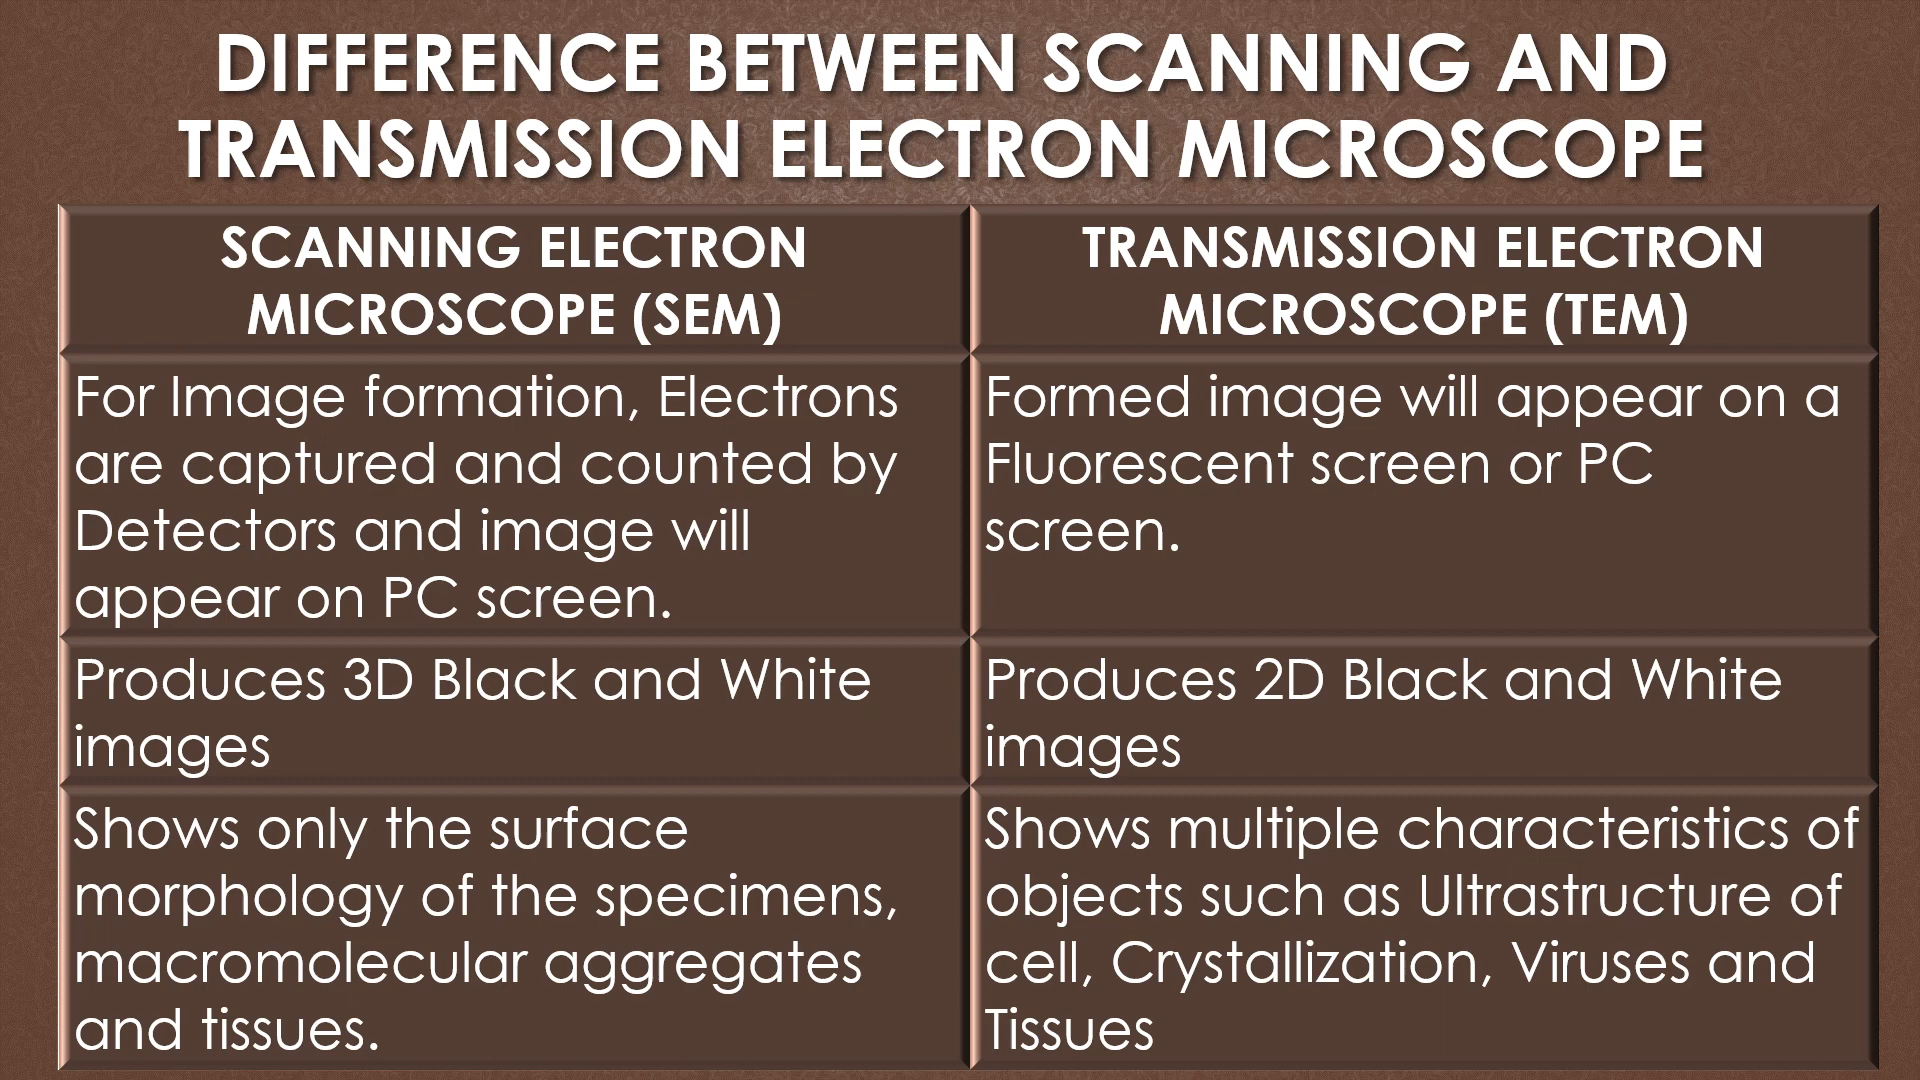 DIFFERENCE BETWEEN SCANNING AND
TRANSMISSION ELECTRON MICROSCOPE
SCANNING ELECTRON
MICROSCOPE (SEM)
TRANSMISSION ELECTRON
MICROSCOPE (TEM)
For Image formation, Electrons
are captured and counted by
Detectors and image will
appear on PC screen.
Formed image will appear on a
Fluorescent screen or PC
screen.
Produces 3D Black and White
images
Produces 2D Black and White
images
Shows only the surface
morphology of the specimens,
macromolecular aggregates
and tissues.
Shows multiple characteristics of
objects such as Ultrastructure of
cell, Crystallization, Viruses and
Tissues